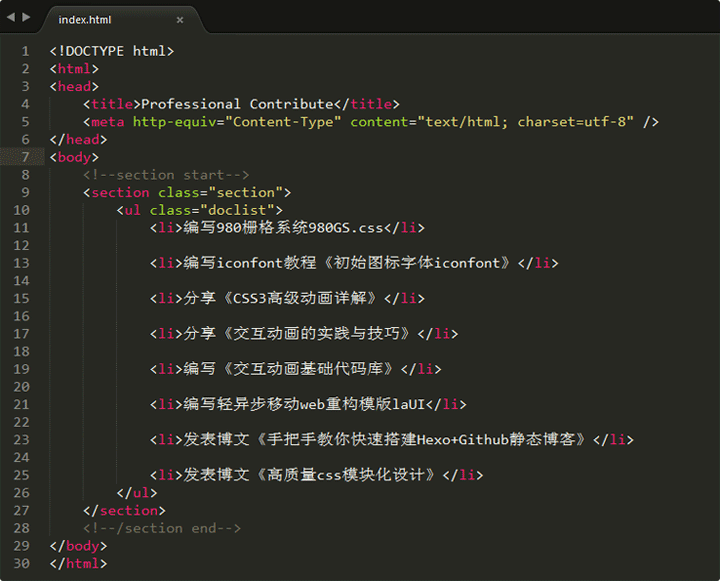 index.html ×
1 <!DOCTYPE html>
2 <html>
3 <head>
4 <title>Professional Contribute</title>
5 <meta http-equiv="Content-Type" content="text/html; charset=utf-8" />
6 </head>
7 <body>
8 <!--section start-->
9 <section class="section">
10 <ul class="doclist">
11 <li>编写980栅格系统980GS.css</li>
12
13 <li>编写iconfont教程《初始图标字体iconfont》</li>
14
15 <li>分享《CSS3高级动画详解》</li>
16
17 <li>分享《交互动画的实践与技巧》</li>
18
19 <li>编写《交互动画基础代码库》</li>
20
21 <li>编写轻异步移动web重构模版laUI</li>
22
23 <li>发表博文《手把手教你快速搭建Hexo+Github静态博客》</li>
24
25 <li>发表博文《高质量css模块化设计》</li>
26 </ul>
27 </section>
28 <!--/section end-->
29 </body>
30 </html>